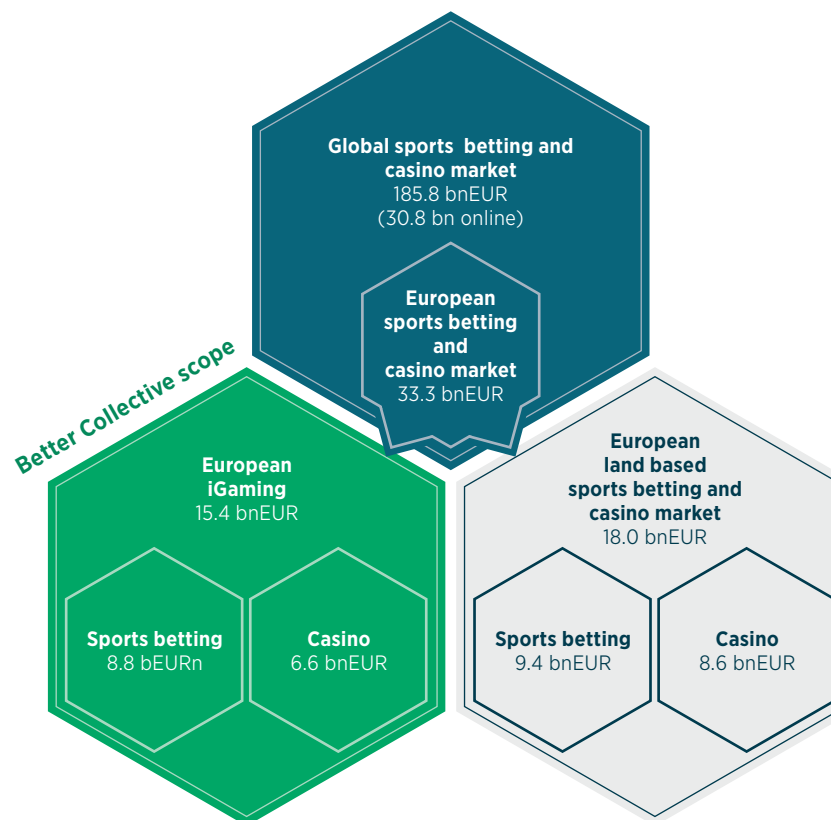 Global sports betting and
casino market
185.8 bnEUR
(30.8 bn online)
European
sports betting
and
casino market
33.3 bnEUR
Better Collective scope
European
iGaming
15.4 bnEUR
Sports betting
8.8 bEURn
Casino
6.6 bnEUR
European
land based
sports betting and
casino market
18.0 bnEUR
Sports betting
9.4 bnEUR
Casino
8.6 bnEUR